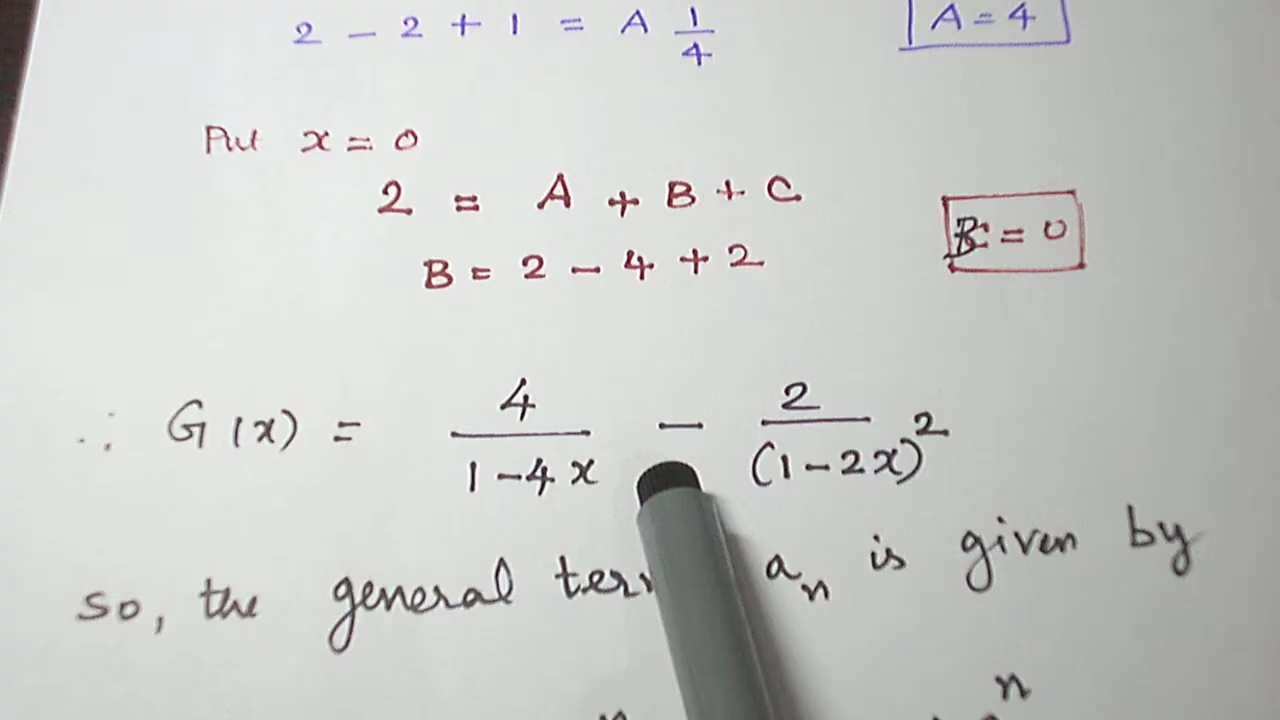 2 - 2 + 1 = A 1/4 A = 4
Put x = 0
2 = A + B + C
B = 2 - 4 + 2 B = 0
∴ G(x) = 4/(1-4x) - 2/(1-2x)²
so, the general a_n is given by
n